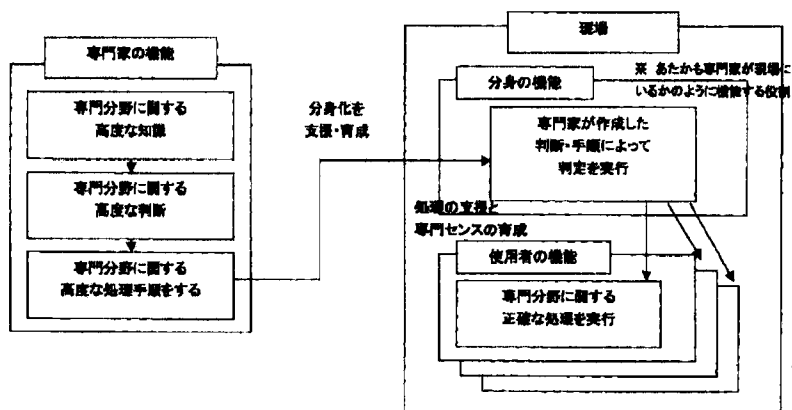 専門家の機能
専門分野に関する
高度な知識
専門分野に関する
高度な判断
専門分野に関する
高度な処理手順をする
分身化を
支援・育成
現場
分身の機能
※ あたかも専門家が現場に
いるかのように機能する役割
専門家が作成した
判断・手順によって
判定を実行
処理の支援と
専門センスの育成
使用者の機能
専門分野に関する
正確な処理を実行